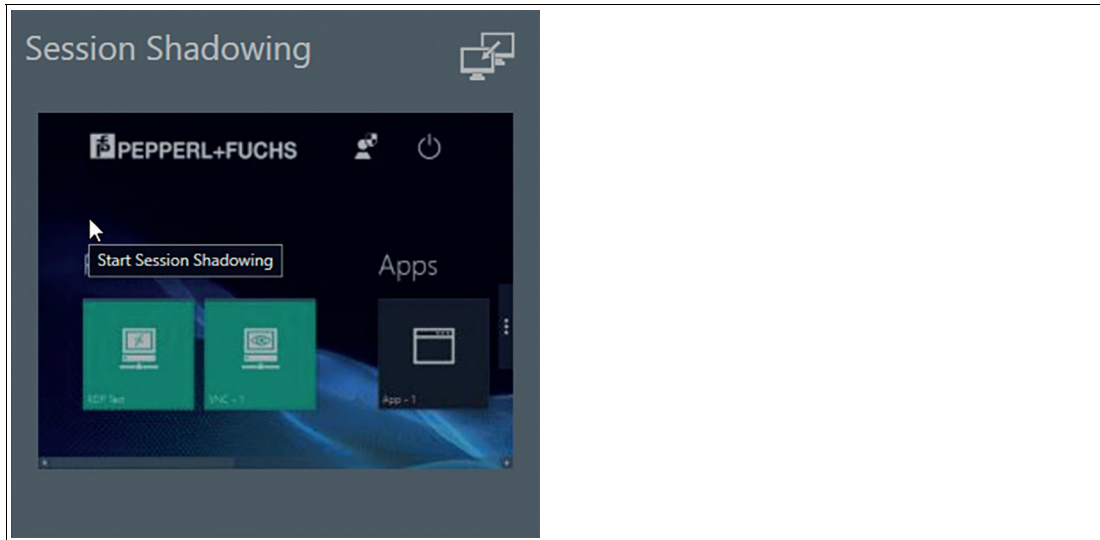 Session Shadowing
PEPPERL+FUCHS
Start Session Shadowing
Apps
RDP Test
VNC - 1
App - 1